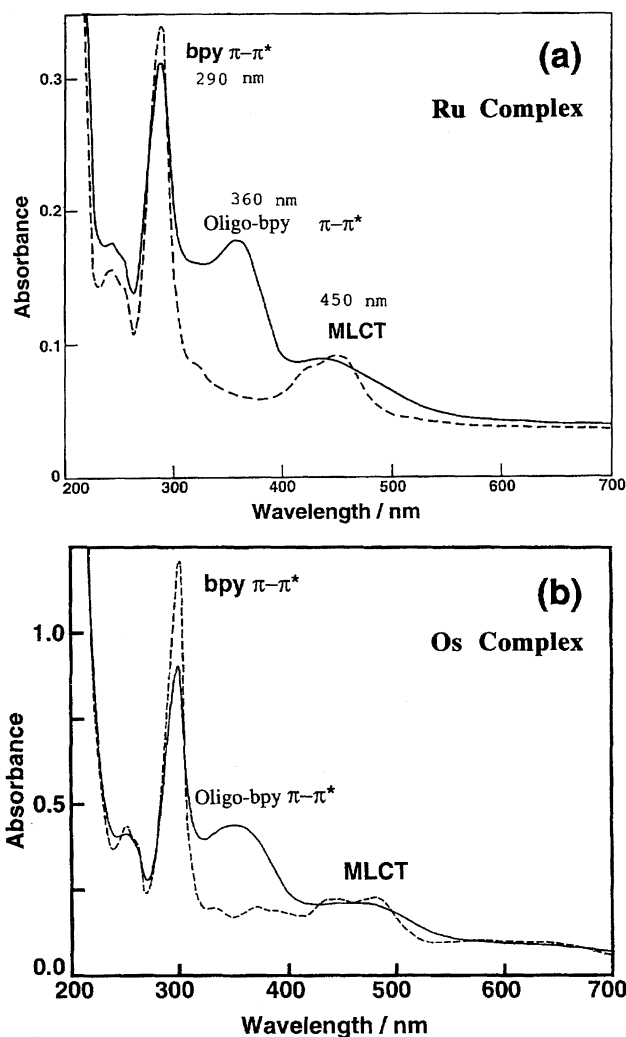 (a)
Ru Complex
bpy π–π*
290 nm
360 nm
Oligo-bpy π–π*
450 nm
MLCT
Absorbance
0.3
0.2
0.1
0
200 300 400 500 600 700
Wavelength / nm
(b)
Os Complex
bpy π–π*
Oligo-bpy π–π*
MLCT
Absorbance
1.0
0.5
0.0
200 300 400 500 600 700
Wavelength / nm